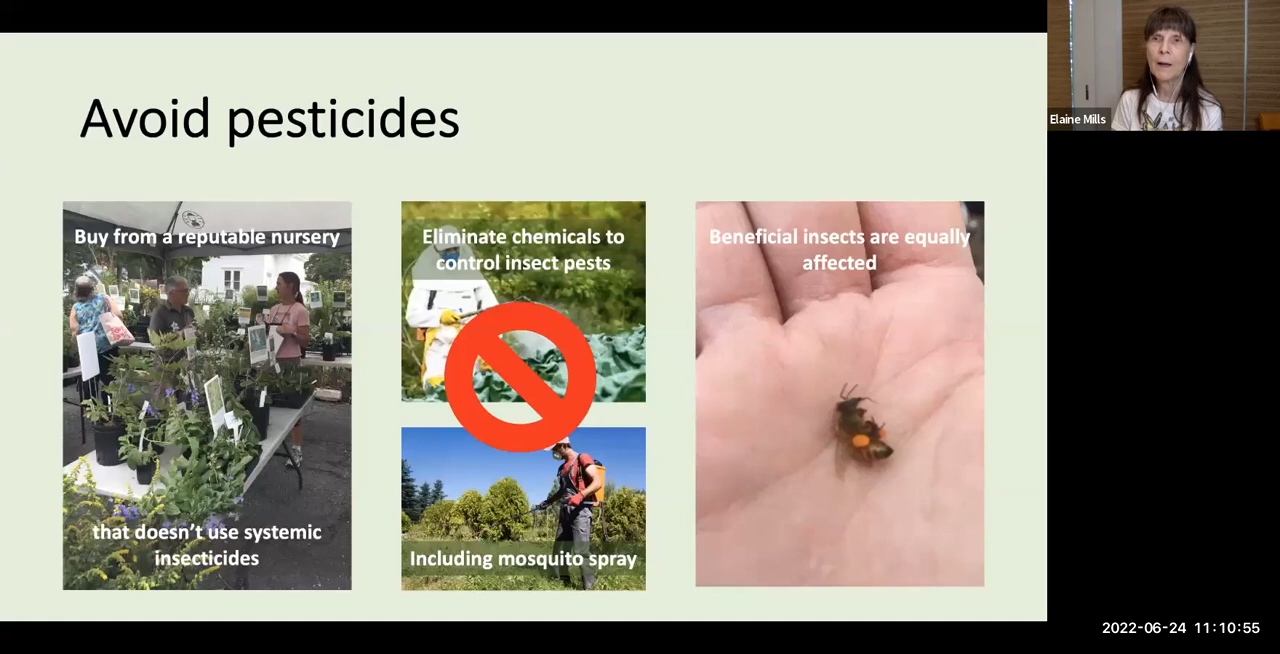 Avoid pesticides
Buy from a reputable nursery
that doesn't use systemic
insecticides
Eliminate chemicals to
control insect pests
Including mosquito spray
Beneficial insects are equally
affected
Elaine Mills
2022-06-24 11:10:55